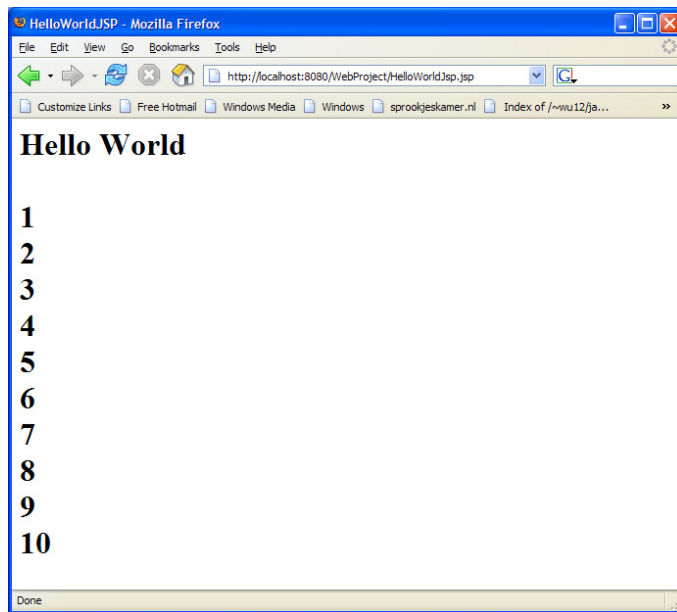 HelloWorldJSP - Mozilla Firefox
File Edit View Go Bookmarks Tools Help
http://localhost:8080/WebProject/HelloWorldJsp.jsp G
Customize Links Free Hotmail Windows Media Windows sprookjeskamer.nl Index of /~wu12/ja... »
Hello World
1
2
3
4
5
6
7
8
9
10
Done